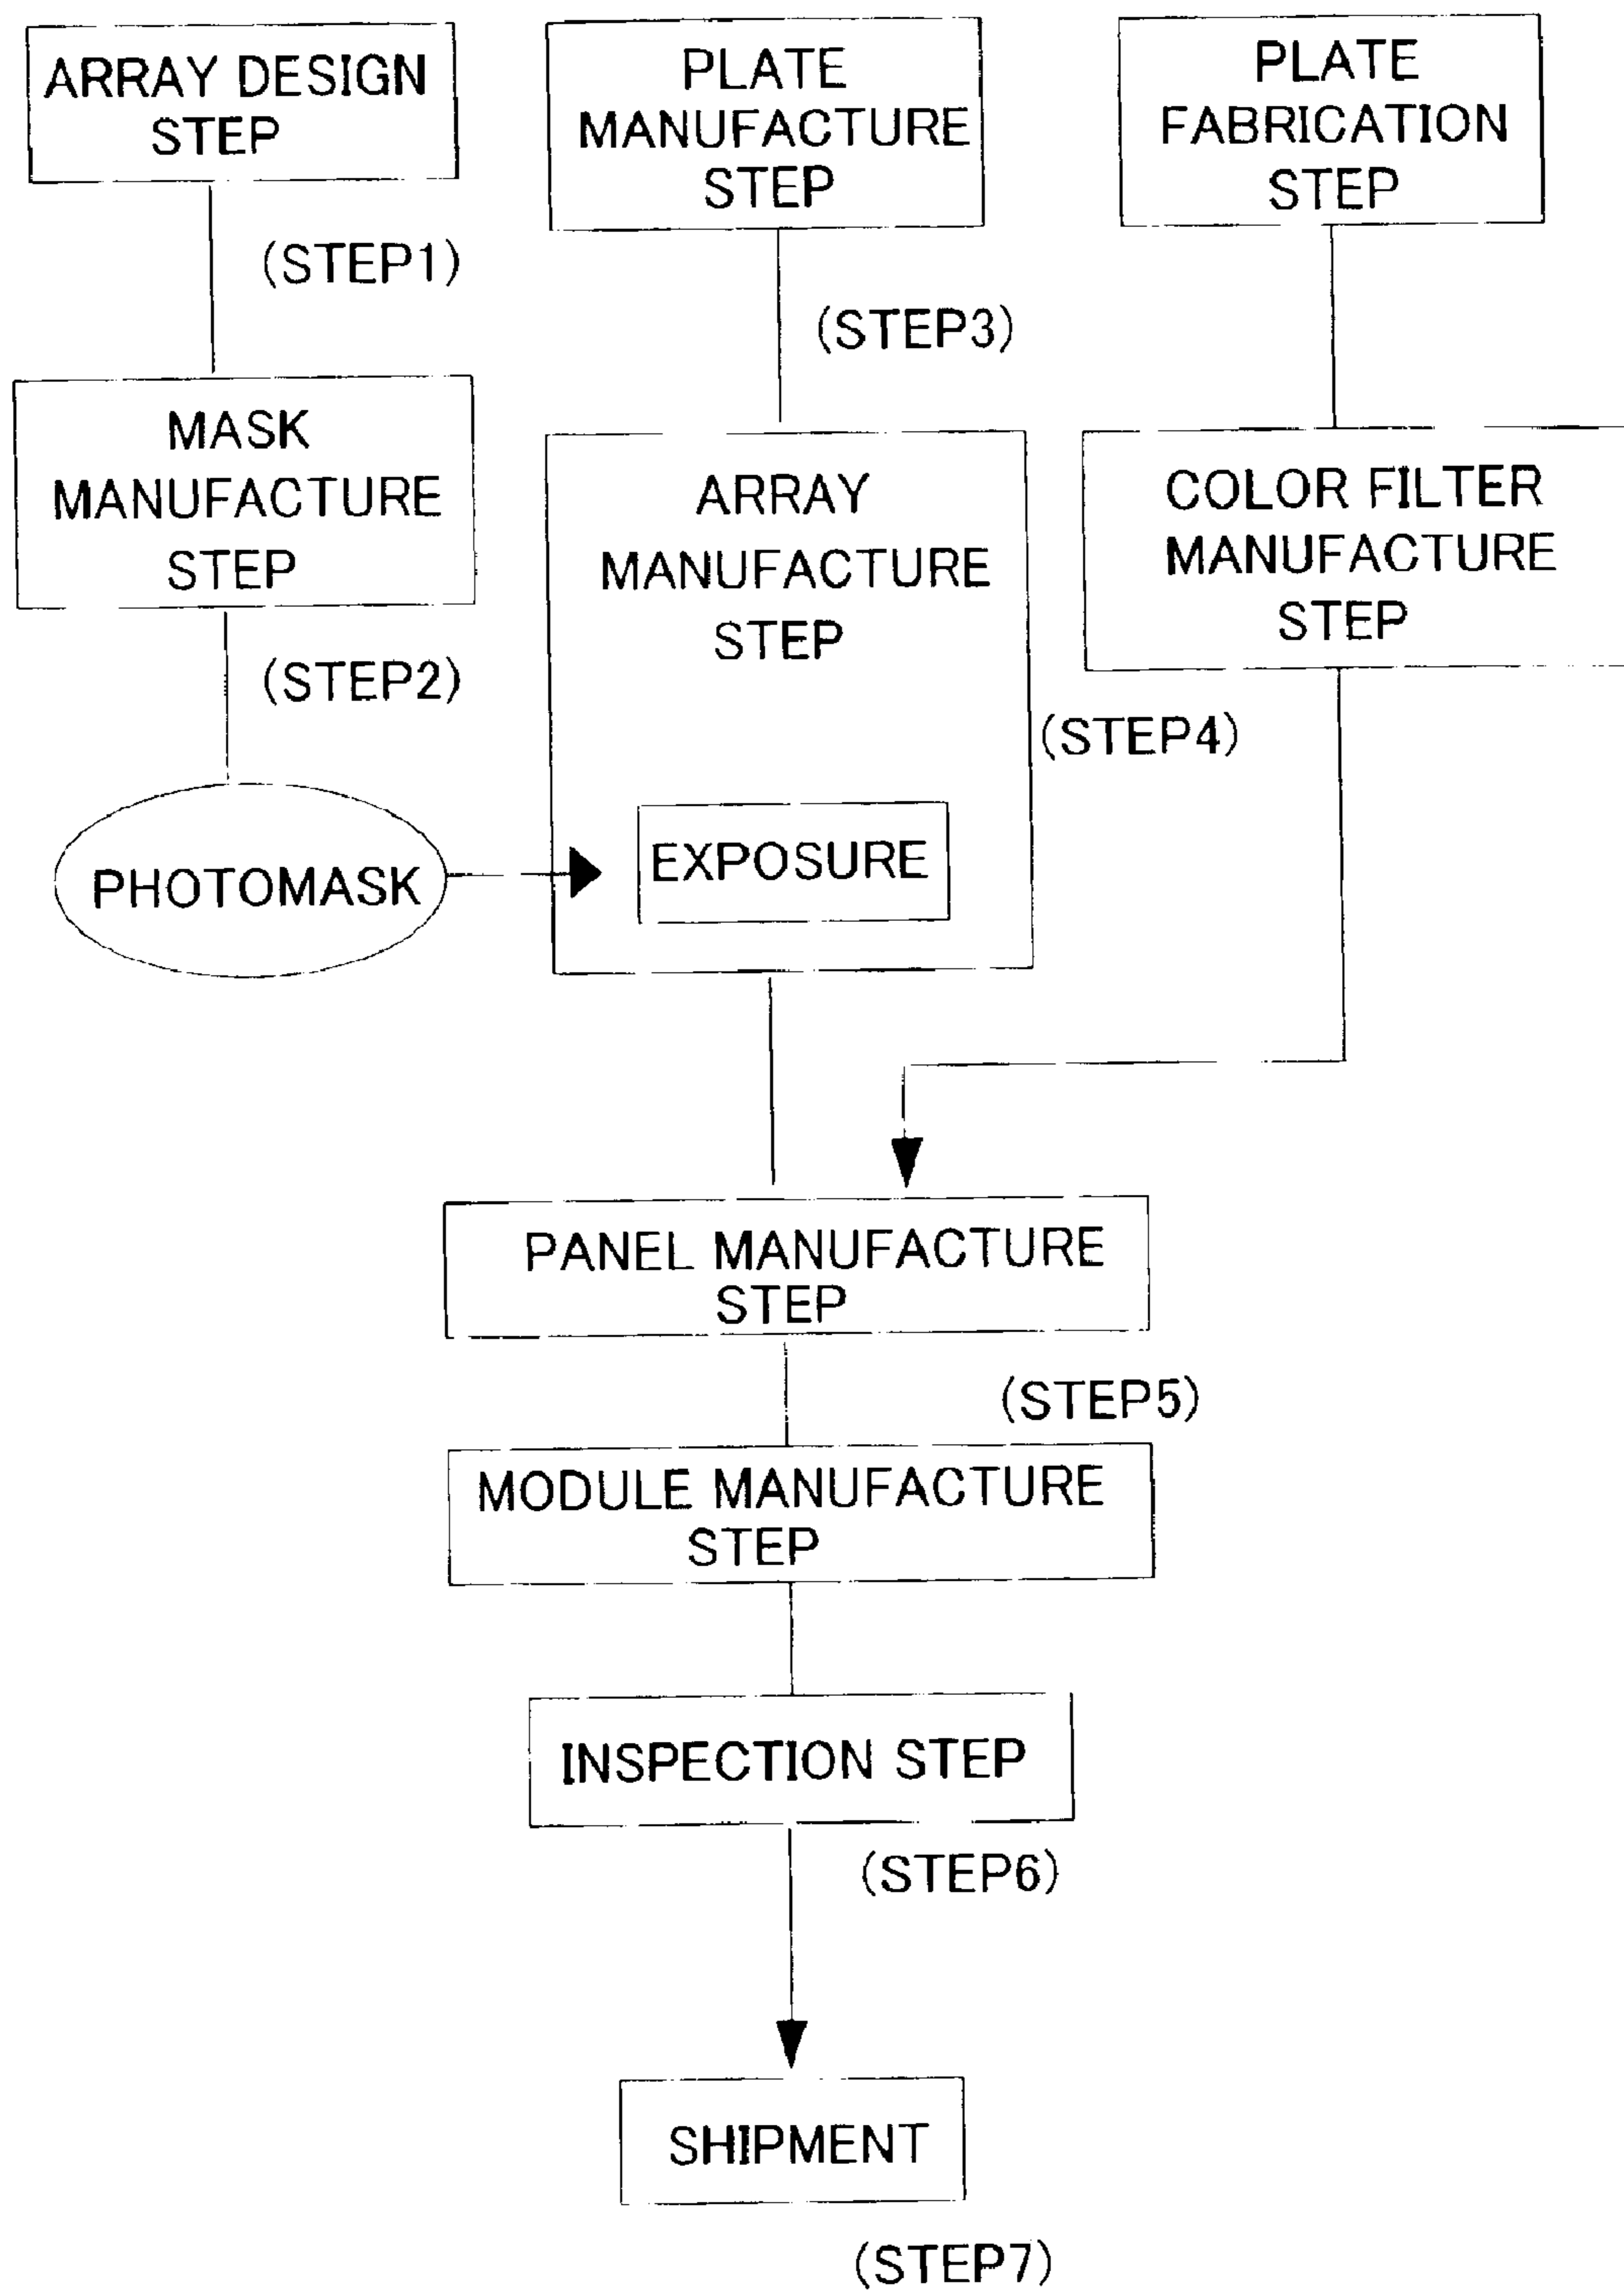 ARRAY DESIGN
STEP
(STEP1)
MASK
MANUFACTURE
STEP
(STEP2)
PHOTOMASK
PLATE
MANUFACTURE
STEP
(STEP3)
ARRAY
MANUFACTURE
STEP
(STEP4)
EXPOSURE
PLATE
FABRICATION
STEP
COLOR FILTER
MANUFACTURE
STEP
PANEL MANUFACTURE
STEP
(STEP5)
MODULE MANUFACTURE
STEP
INSPECTION STEP
(STEP6)
SHIPMENT
(STEP7)